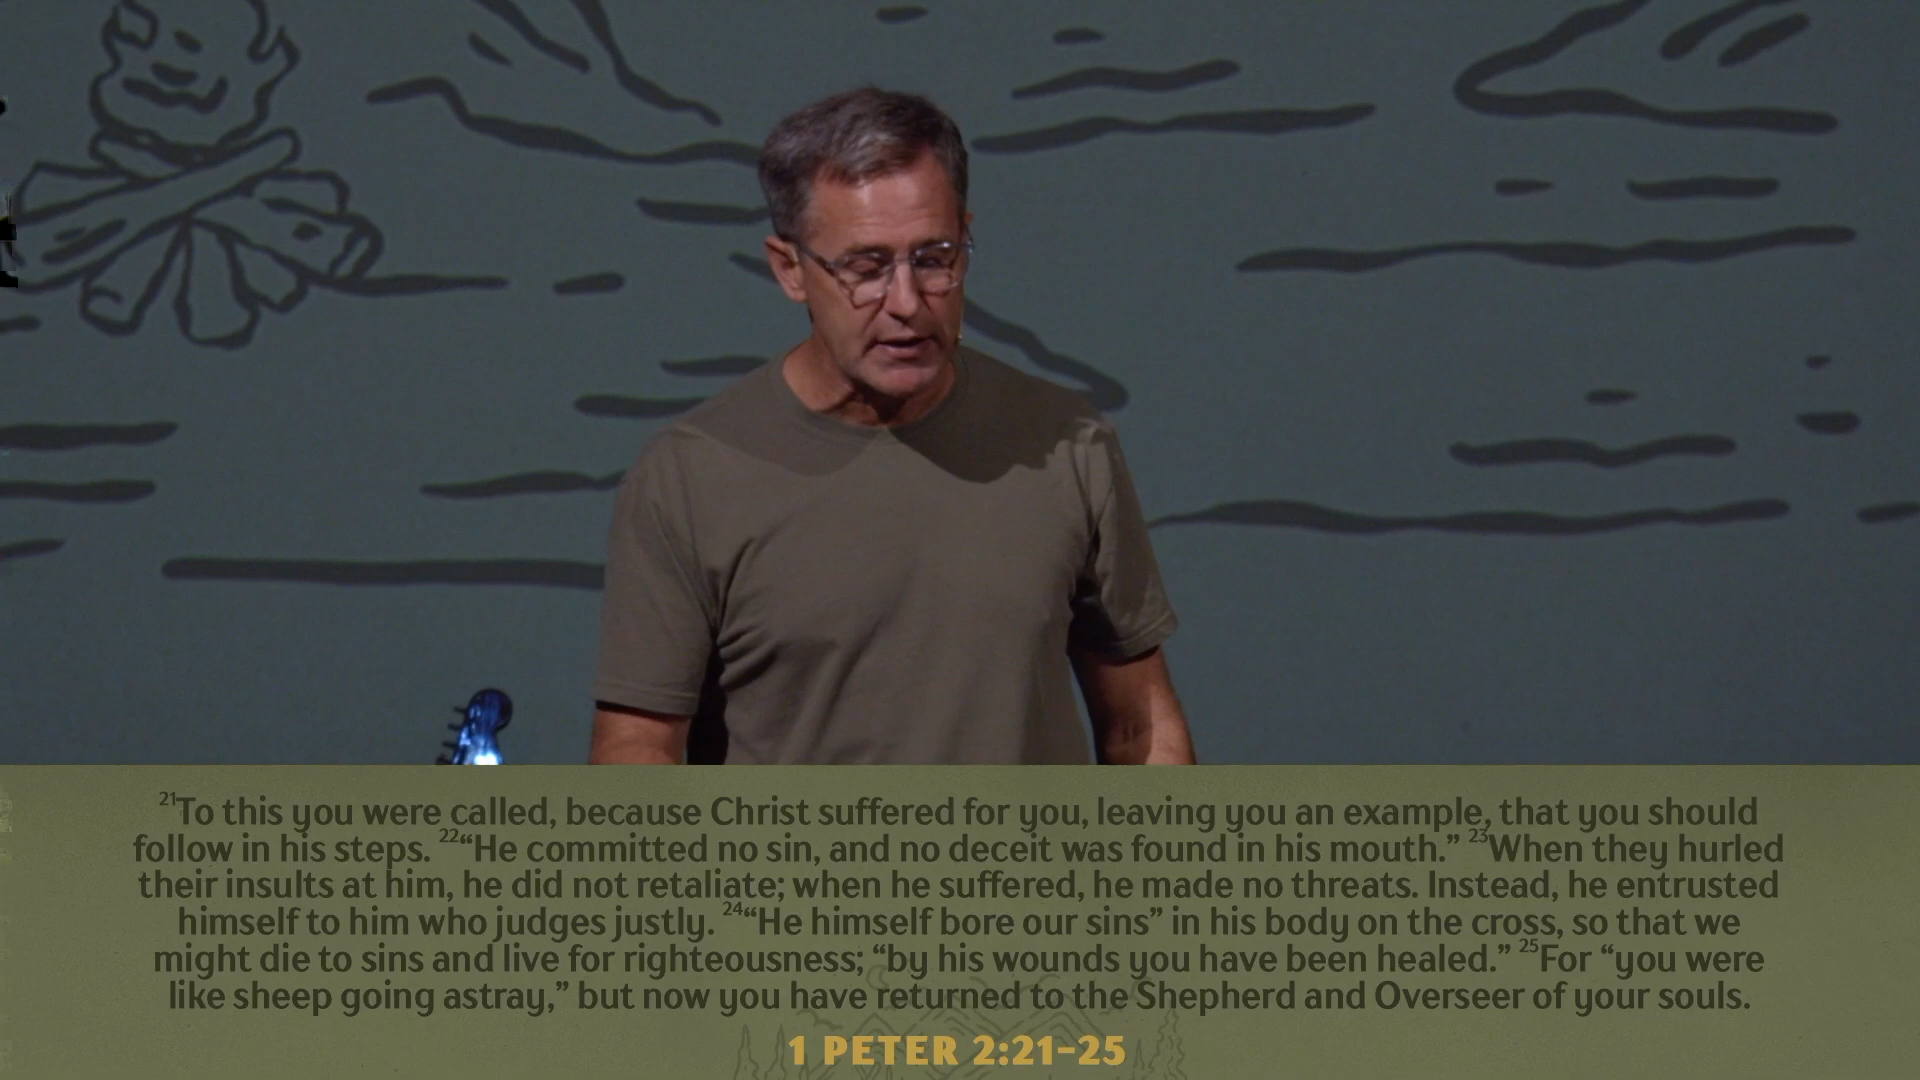 ²¹To this you were called, because Christ suffered for you, leaving you an example, that you should
follow in his steps. ²²“He committed no sin, and no deceit was found in his mouth.” ²³When they hurled
their insults at him, he did not retaliate; when he suffered, he made no threats. Instead, he entrusted
himself to him who judges justly. ²⁴“He himself bore our sins” in his body on the cross, so that we
might die to sins and live for righteousness; “by his wounds you have been healed.” ²⁵For “you were
like sheep going astray,” but now you have returned to the Shepherd and Overseer of your souls.
1 PETER 2:21-25